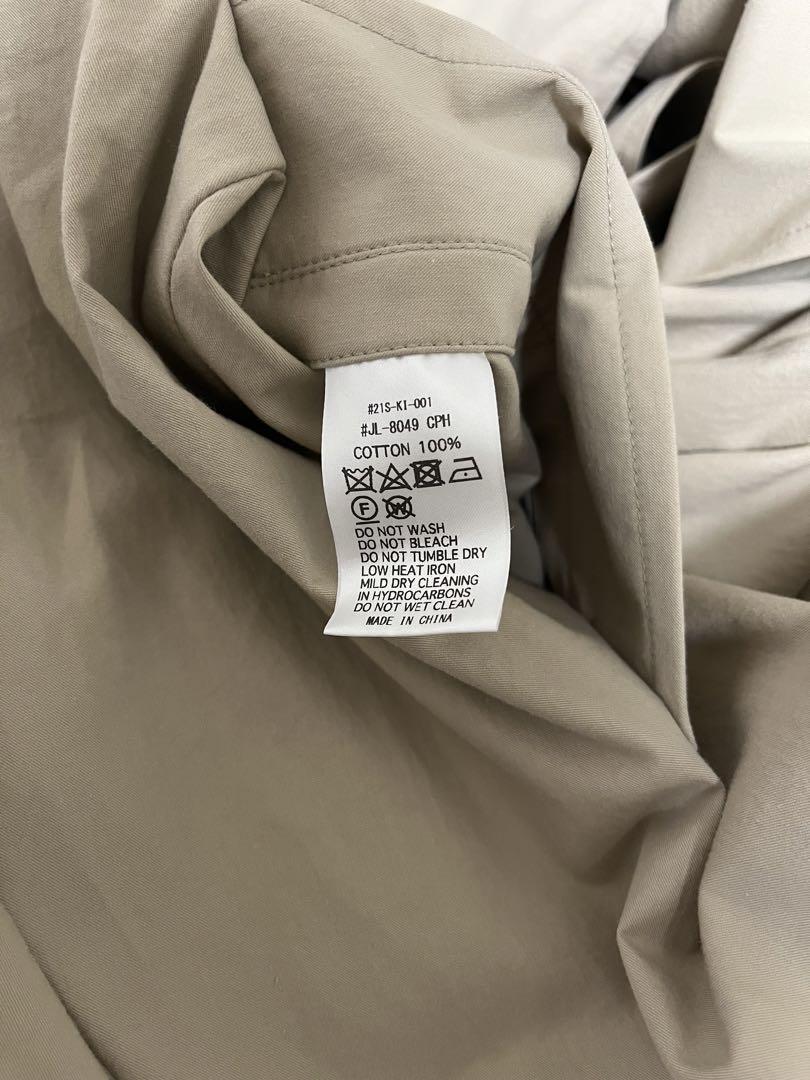 #21S-KI-001
#JL-8049 CPH
COTTON 100%
F W
DO NOT WASH
DO NOT BLEACH
DO NOT TUMBLE DRY
LOW HEAT IRON
MILD DRY CLEANING
IN HYDROCARBONS
DO NOT WET CLEAN
MADE IN CHINA